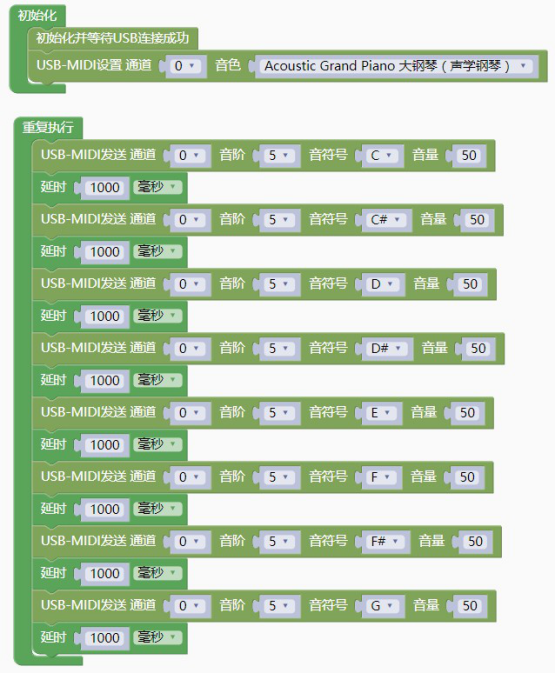 初始化
初始化并等待USB连接成功
USB-MIDI设置 通道 0 音色 Acoustic Grand Piano 大钢琴（声学钢琴）
重复执行
USB-MIDI发送 通道 0 音阶 5 音符号 C 音量 50
延时 1000 毫秒
USB-MIDI发送 通道 0 音阶 5 音符号 C# 音量 50
延时 1000 毫秒
USB-MIDI发送 通道 0 音阶 5 音符号 D 音量 50
延时 1000 毫秒
USB-MIDI发送 通道 0 音阶 5 音符号 D# 音量 50
延时 1000 毫秒
USB-MIDI发送 通道 0 音阶 5 音符号 E 音量 50
延时 1000 毫秒
USB-MIDI发送 通道 0 音阶 5 音符号 F 音量 50
延时 1000 毫秒
USB-MIDI发送 通道 0 音阶 5 音符号 F# 音量 50
延时 1000 毫秒
USB-MIDI发送 通道 0 音阶 5 音符号 G 音量 50
延时 1000 毫秒